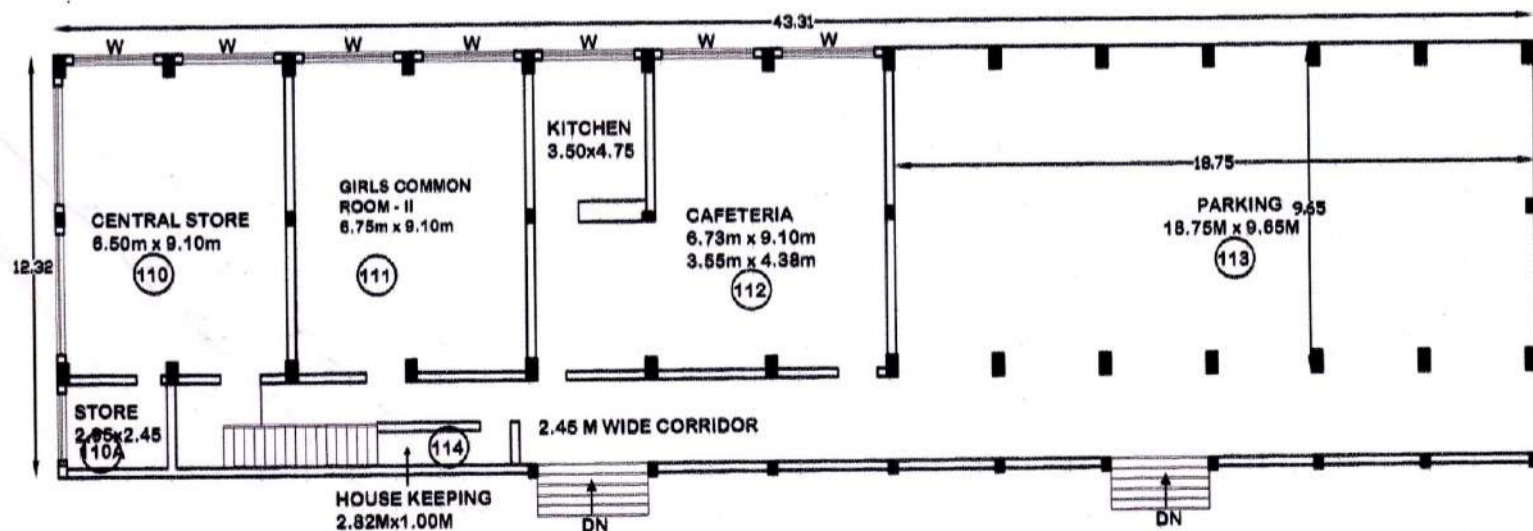 43.31
W W W W W W W
KITCHEN
3.50x4.75
18.75
GIRLS COMMON
ROOM - II
6.75m x 9.10m
CENTRAL STORE
6.50m x 9.10m
CAFETERIA
6.73m x 9.10m
3.55m x 4.38m
PARKING
9.65
18.75M x 9.65M
12.32
110
111
112
113
STORE
2.95x2.45
110A
114
2.45 M WIDE CORRIDOR
HOUSE KEEPING
2.82Mx1.00M
DN
DN